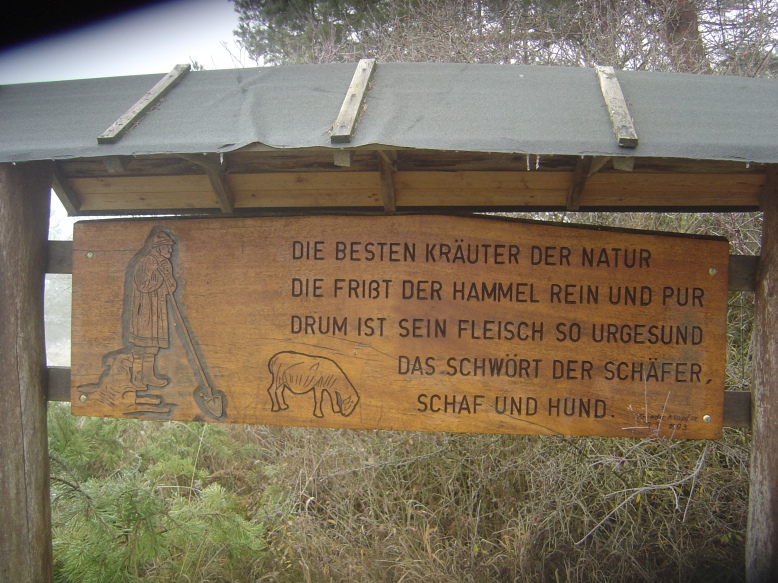 DIE BESTEN KRÄUTER DER NATUR
DIE FRIßT DER HAMMEL REIN UND PUR
DRUM IST SEIN FLEISCH SO URGESUND
DAS SCHWÖRT DER SCHÄFER,
SCHAF UND HUND.